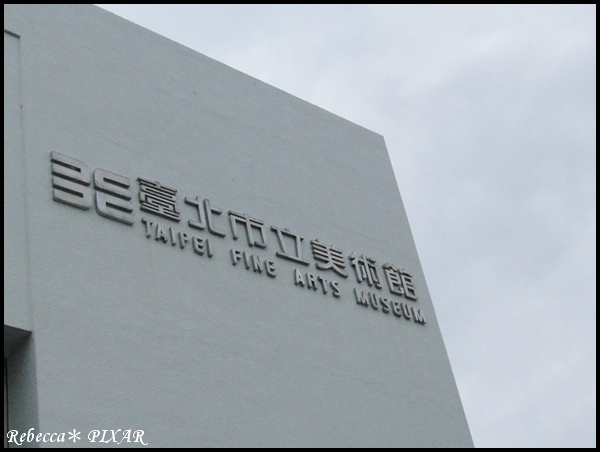 臺北市立美術館
TAIPEI FINE ARTS MUSEUM
Rebecca＊ PIXAR